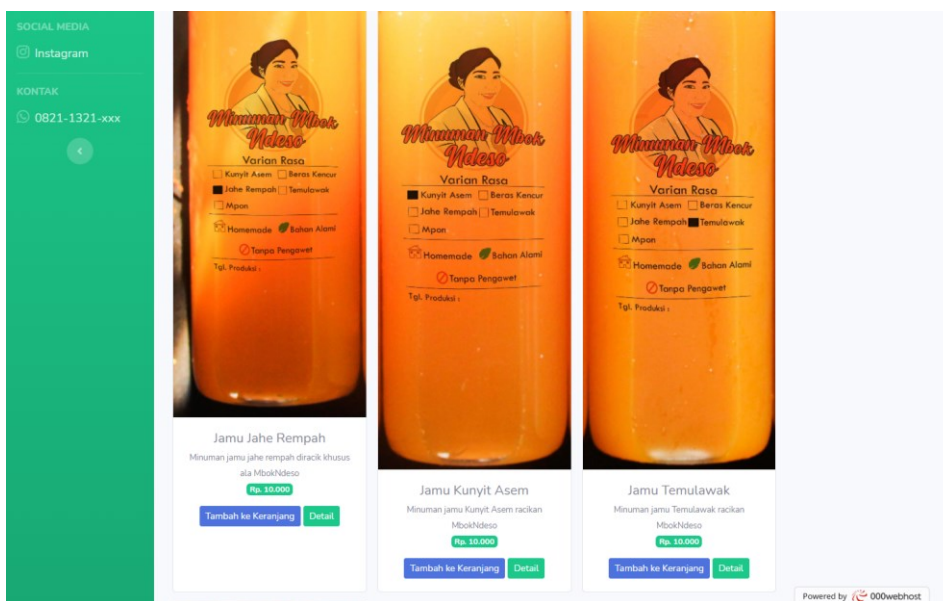 SOCIAL MEDIA
Instagram
KONTAK
0821-1321-xxx
Minuman Mbok
Ndeso
Varian Rasa
Kunyit Asem Beras Kencur
Jahe Rempah Temulawak
Mpon
Homemade Bahan Alami
Tanpa Pengawet
Tgl. Produksi :
Jamu Jahe Rempah
Minuman jamu jahe rempah diracik khusus
ala MbokNdeso
Rp. 10.000
Tambah ke Keranjang Detail
Minuman Mbok
Ndeso
Varian Rasa
Kunyit Asem Beras Kencur
Jahe Rempah Temulawak
Mpon
Homemade Bahan Alami
Tanpa Pengawet
Tgl. Produksi :
Jamu Kunyit Asem
Minuman jamu Kunyit Asem racikan
MbokNdeso
Rp. 10.000
Tambah ke Keranjang Detail
Minuman Mbok
Ndeso
Varian Rasa
Kunyit Asem Beras Kencur
Jahe Rempah Temulawak
Mpon
Homemade Bahan Alami
Tanpa Pengawet
Tgl. Produksi :
Jamu Temulawak
Minuman jamu Temulawak racikan
MbokNdeso
Rp. 10.000
Tambah ke Keranjang Detail
Powered by 000webhost